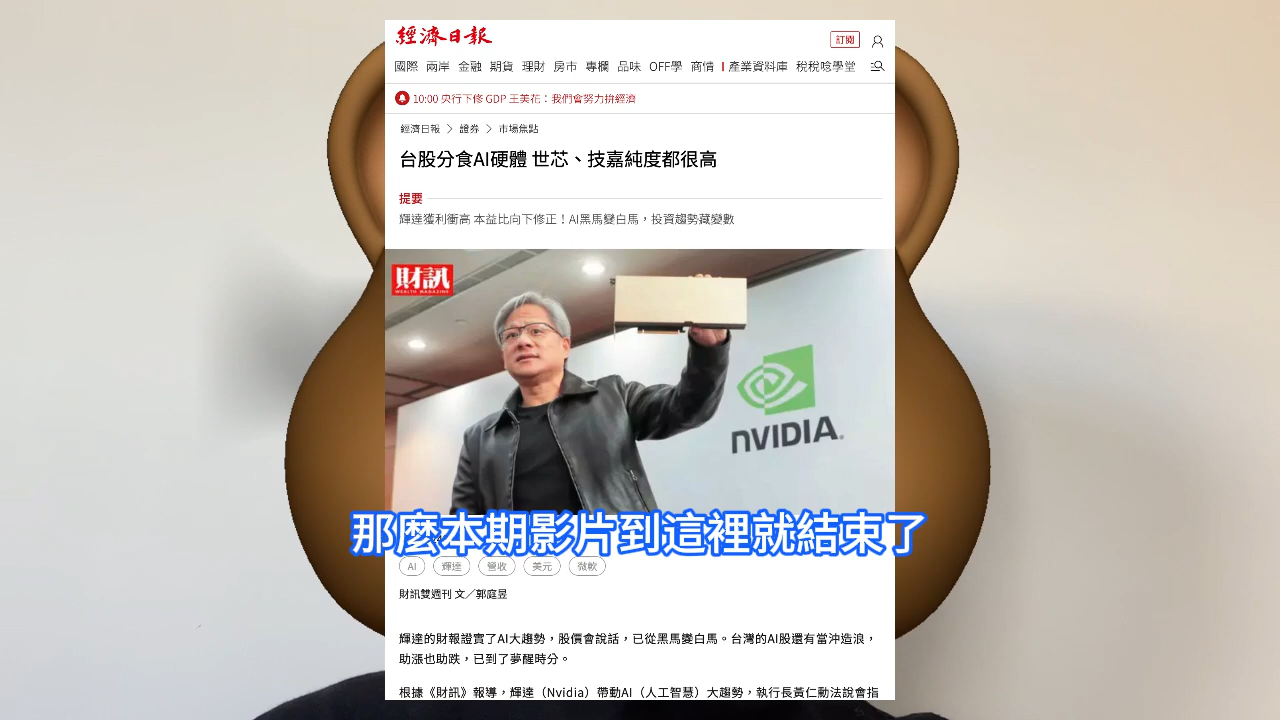 經濟日報
訂閱
國際 兩岸 金融 期貨 理財 房市 專欄 品味 OFF學 商情 產業資料庫 稅稅唸學堂
10:00 央行下修 GDP 王美花:我們會努力拚經濟
經濟日報 > 證券 > 市場焦點
台股分食AI硬體 世芯、技嘉純度都很高
提要
輝達獲利衝高 本益比向下修正!AI黑馬變白馬,投資趨勢藏變數
財訊
WEALTH MAGAZINE
NVIDIA
那麼本期影片到這裡就結束了
AI 輝達 營收 美元 微軟
財訊雙週刊 文/郭庭昱
輝達的財報證實了AI大趨勢,股價會說話,已從黑馬變白馬。台灣的AI股還有當沖造浪,
助漲也助跌,已到了夢醒時分。
根據《財訊》報導,輝達(Nvidia)帶動AI(人工智慧)大趨勢,執行長黃仁勳法說會指